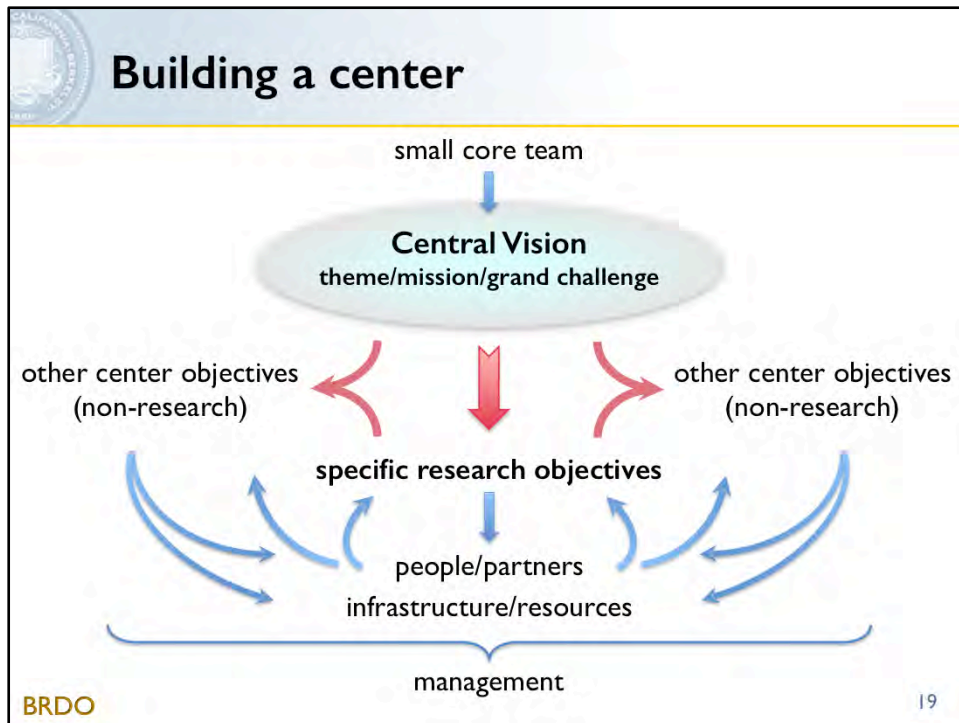 Building a center
small core team
Central Vision
theme/mission/grand challenge
other center objectives
(non-research)
other center objectives
(non-research)
specific research objectives
people/partners
infrastructure/resources
management
BRDO
19